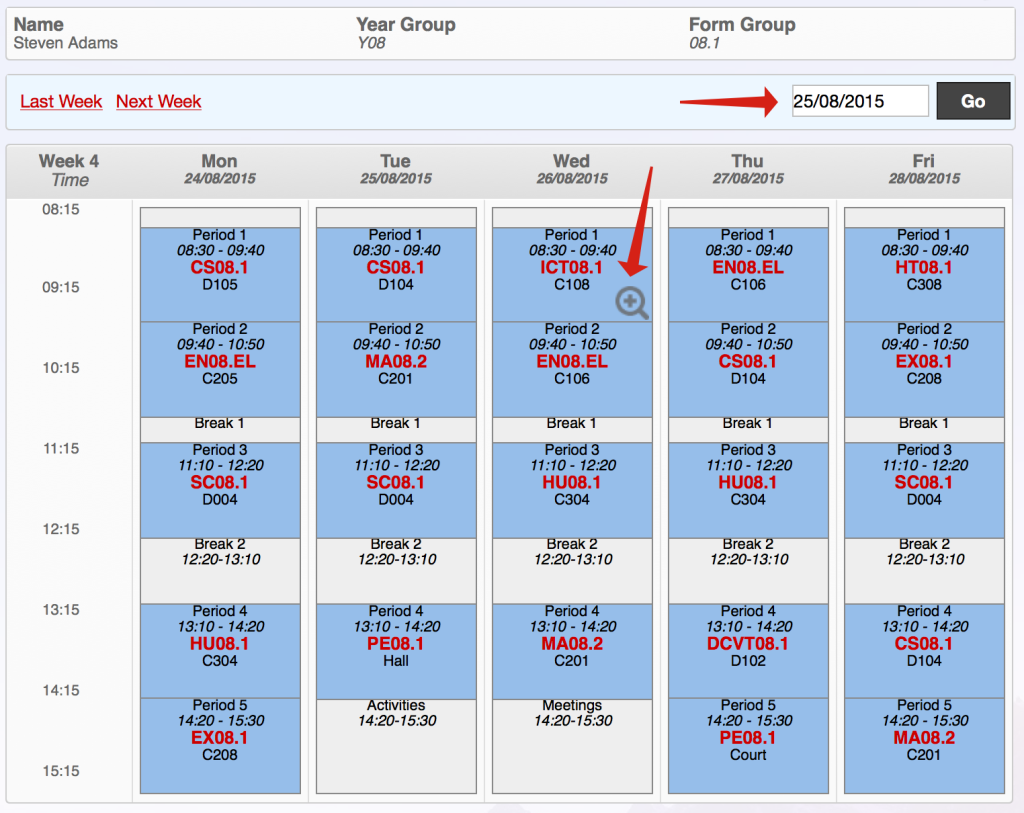 Name Year Group Form Group
Steven Adams Y08 08.1
Last Week Next Week 25/08/2015 Go
Week 4 Mon Tue Wed Thu Fri
Time 24/08/2015 25/08/2015 26/08/2015 27/08/2015 28/08/2015
08:15
Period 1 Period 1 Period 1 Period 1 Period 1
08:30 - 09:40 08:30 - 09:40 08:30 - 09:40 08:30 - 09:40 08:30 - 09:40
CS08.1 CS08.1 ICT08.1 EN08.EL HT08.1
09:15 D105 D104 C108 C106 C308
Period 2 Period 2 Period 2 Period 2 Period 2
09:40 - 10:50 09:40 - 10:50 09:40 - 10:50 09:40 - 10:50 09:40 - 10:50
EN08.EL MA08.2 EN08.EL CS08.1 EX08.1
10:15 C205 C201 C106 D104 C208
Break 1 Break 1 Break 1 Break 1 Break 1
11:15 Period 3 Period 3 Period 3 Period 3 Period 3
11:10 - 12:20 11:10 - 12:20 11:10 - 12:20 11:10 - 12:20 11:10 - 12:20
SC08.1 SC08.1 HU08.1 HU08.1 SC08.1
D004 D004 C304 C304 D004
12:15
Break 2 Break 2 Break 2 Break 2 Break 2
12:20-13:10 12:20-13:10 12:20-13:10 12:20-13:10 12:20-13:10
13:15 Period 4 Period 4 Period 4 Period 4 Period 4
13:10 - 14:20 13:10 - 14:20 13:10 - 14:20 13:10 - 14:20 13:10 - 14:20
HU08.1 PE08.1 MA08.2 DCVT08.1 CS08.1
C304 Hall C201 D102 D104
14:15
Period 5 Activities Meetings Period 5 Period 5
14:20 - 15:30 14:20-15:30 14:20-15:30 14:20 - 15:30 14:20 - 15:30
EX08.1 PE08.1 MA08.2
C208 Court C201
15:15